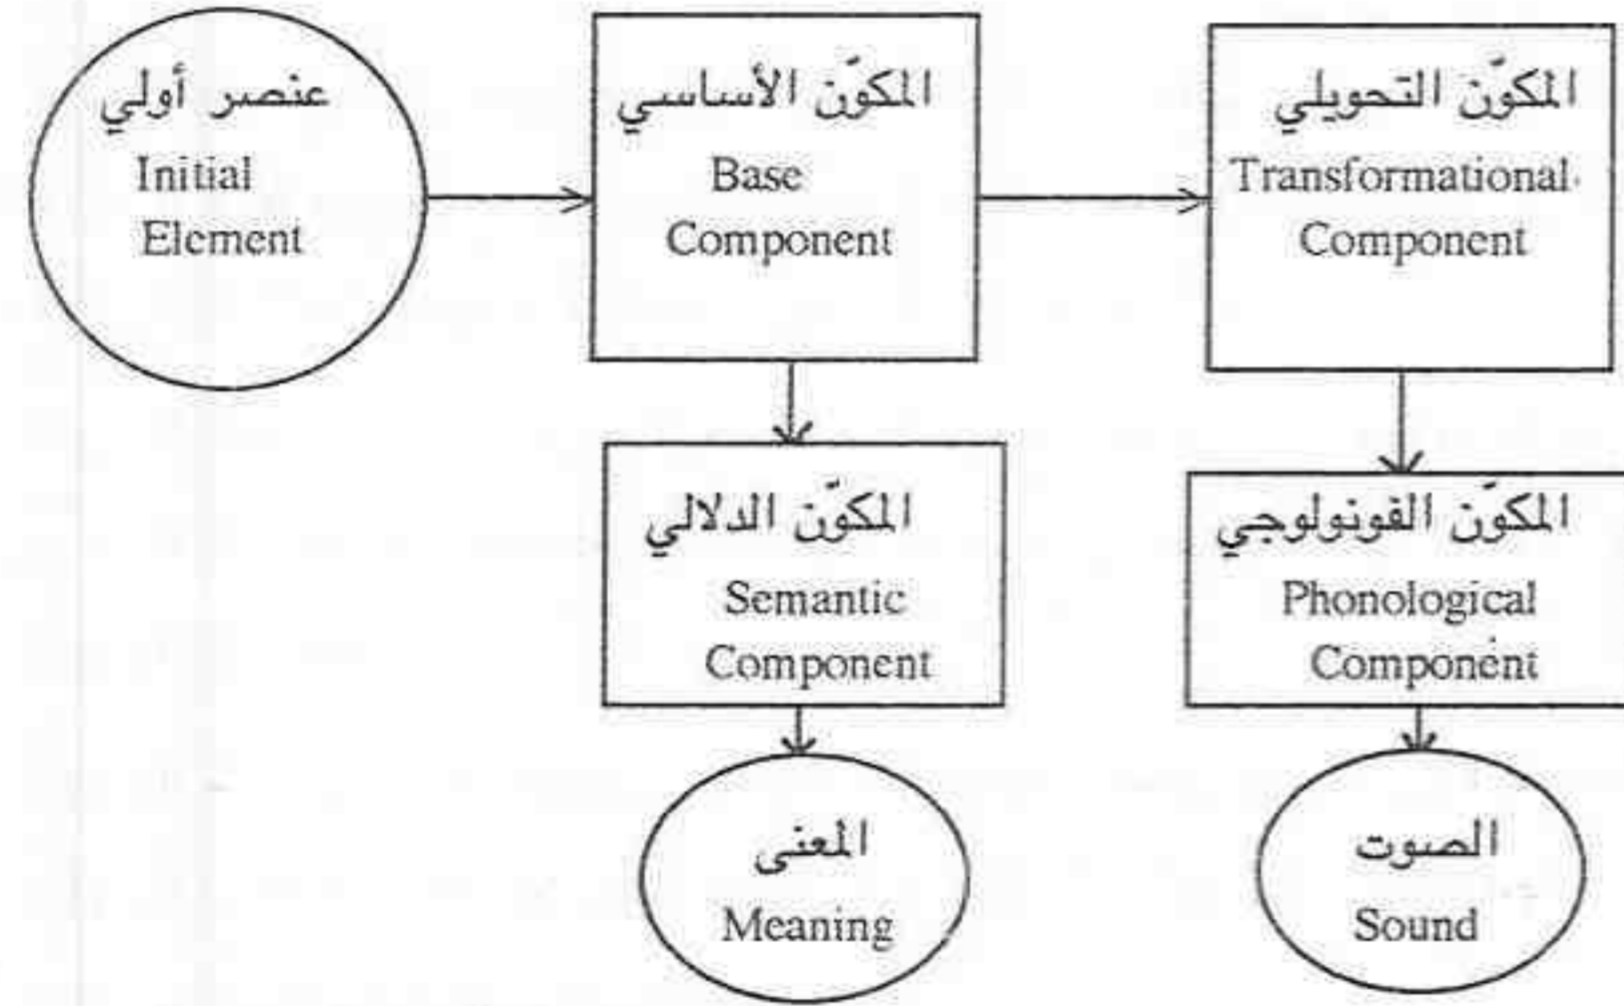 عنصر أولي
Initial
Element
المكوّن الأساسي
Base
Component
المكوّن التحويلي
Transformational
Component
المكوّن الدلالي
Semantic
Component
المكوّن الفونولوجي
Phonological
Component
المعنى
Meaning
الصوت
Sound